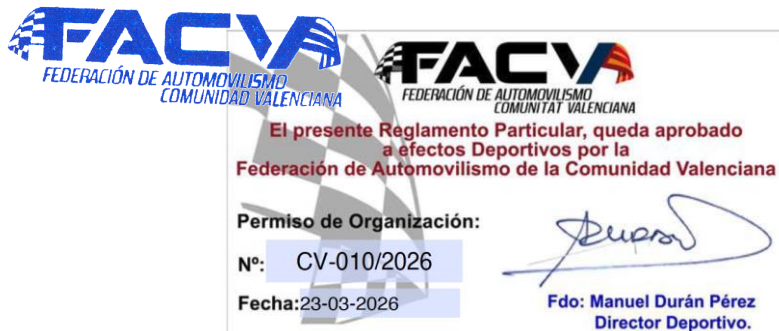 FACV
FEDERACIÓN DE AUTOMOVILISMO
COMUNIDAD VALENCIANA
FACV
FEDERACIÓN DE AUTOMOVILISMO
COMUNITAT VALENCIANA
El presente Reglamento Particular, queda aprobado
a efectos Deportivos por la
Federación de Automovilismo de la Comunidad Valenciana
Permiso de Organización:
Nº: CV-010/2026
Fecha:23-03-2026
Fdo: Manuel Durán Pérez
Director Deportivo.